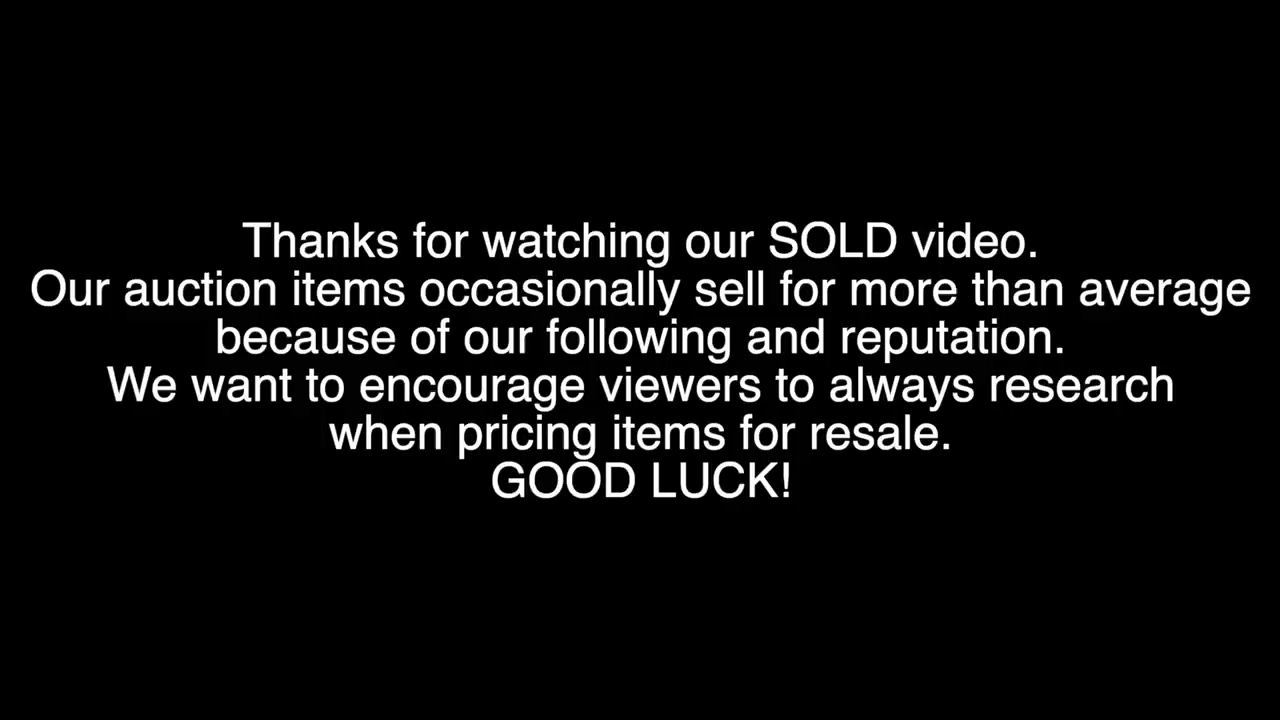 Thanks for watching our SOLD video.
Our auction items occasionally sell for more than average
because of our following and reputation.
We want to encourage viewers to always research
when pricing items for resale.
GOOD LUCK!